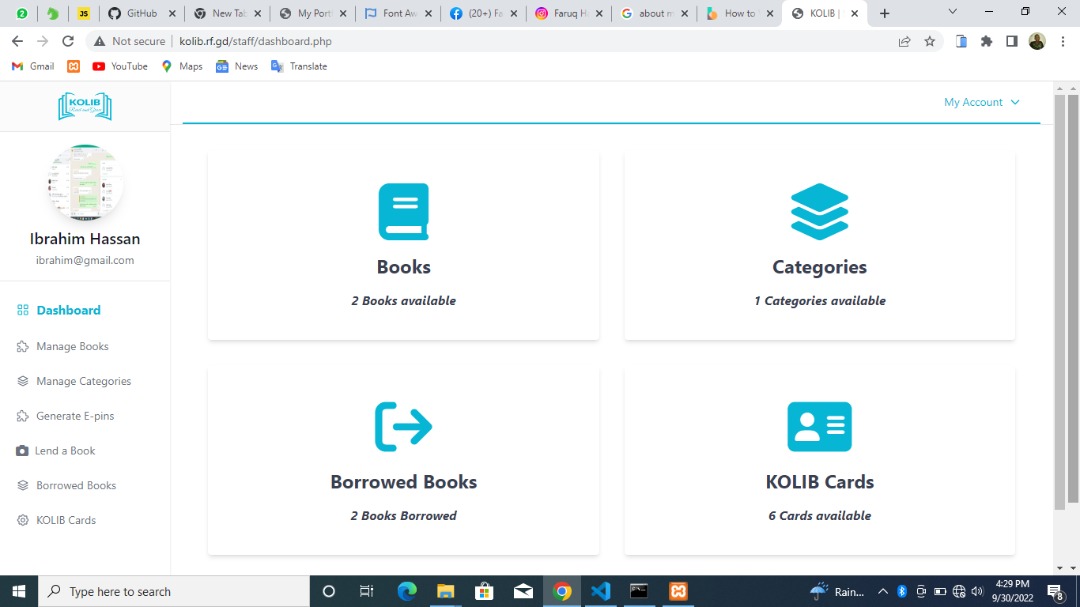 JS
GitHub
New Tab
My Port
Font Aw
(20+) Fa
Faruq H
about m
How to
KOLIB |
Not secure
kolib.rf.gd/staff/dashboard.php
Gmail
YouTube
Maps
News
Translate
KOLIB
My Account
Ibrahim Hassan
ibrahim@gmail.com
Dashboard
Manage Books
Manage Categories
Generate E-pins
Lend a Book
Borrowed Books
KOLIB Cards
Books
2 Books available
Categories
1 Categories available
Borrowed Books
2 Books Borrowed
KOLIB Cards
6 Cards available
Type here to search
Rain...
4:29 PM
9/30/2022
8